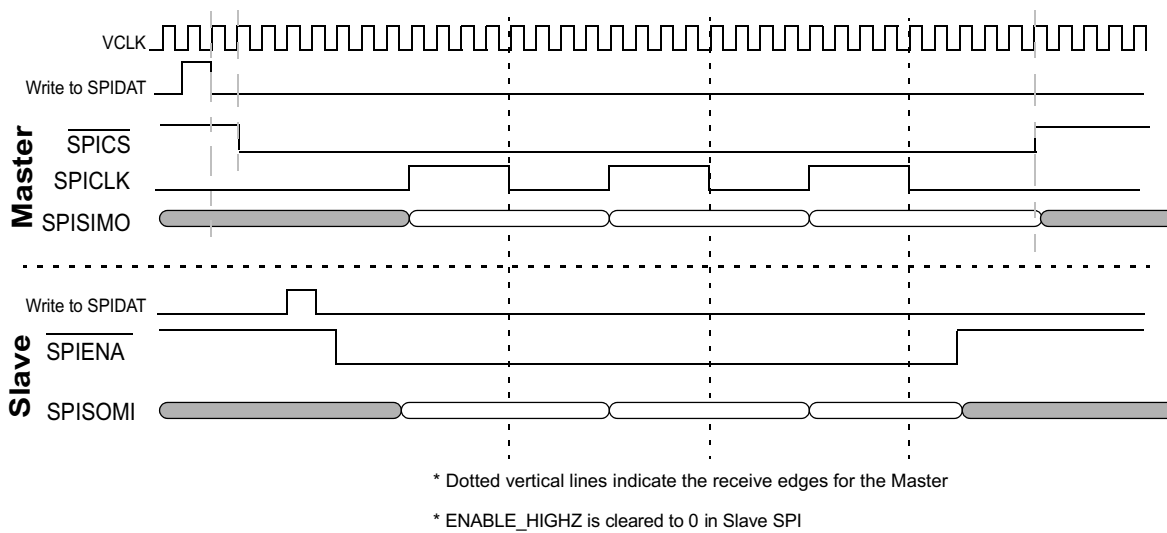 VCLK
Write to SPIDAT
Master
SPICS
SPICLK
SPISIMO
Write to SPIDAT
Slave
SPIENA
SPISOMI
* Dotted vertical lines indicate the receive edges for the Master
* ENABLE_HIGHZ is cleared to 0 in Slave SPI